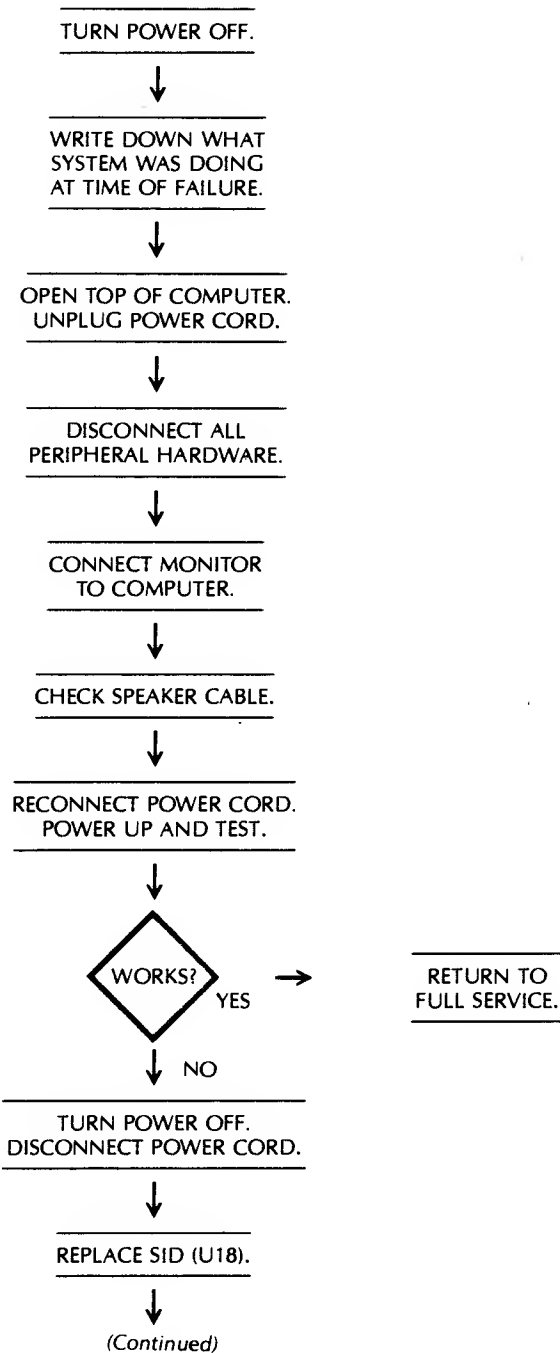 TURN POWER OFF.
WRITE DOWN WHAT
SYSTEM WAS DOING
AT TIME OF FAILURE.
OPEN TOP OF COMPUTER.
UNPLUG POWER CORD.
DISCONNECT ALL
PERIPHERAL HARDWARE.
CONNECT MONITOR
TO COMPUTER.
CHECK SPEAKER CABLE.
RECONNECT POWER CORD.
POWER UP AND TEST.
WORKS?
YES
RETURN TO
FULL SERVICE.
NO
TURN POWER OFF.
DISCONNECT POWER CORD.
REPLACE SID (U18).
(Continued)